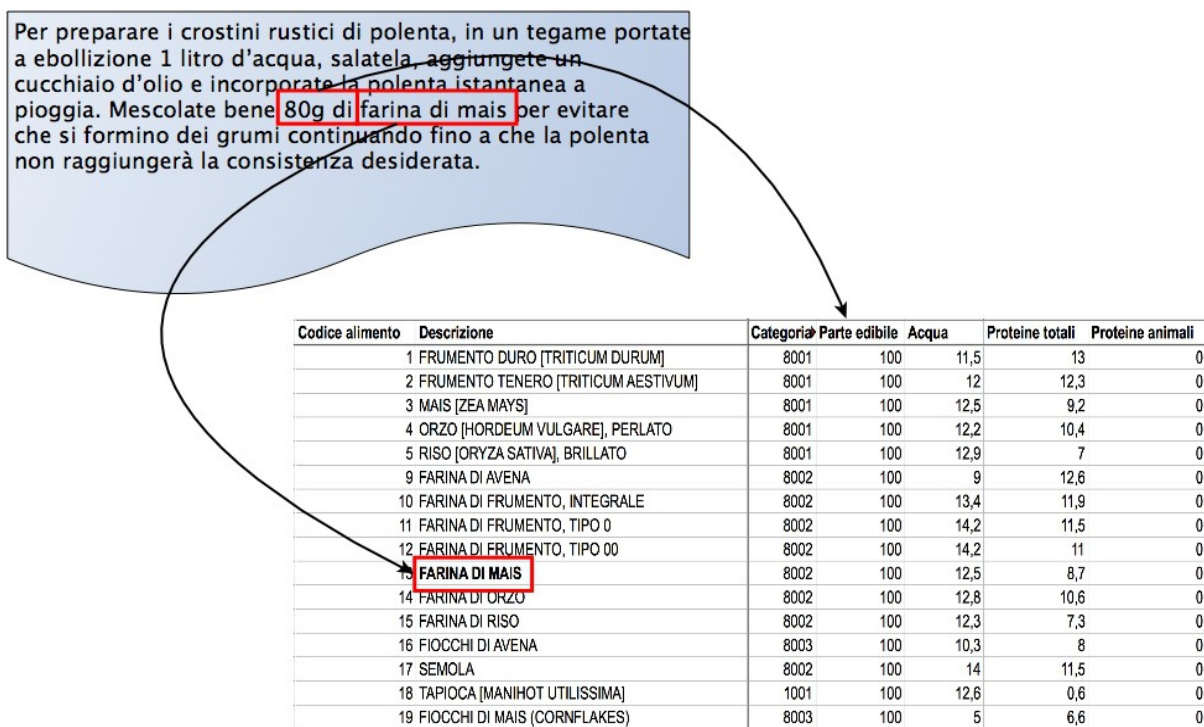 Per preparare i crostini rustici di polenta, in un tegame portate
a ebollizione 1 litro d'acqua, salatela, aggiungete un
cucchiaio d'olio e incorporate la polenta istantanea a
pioggia. Mescolate bene 80g di farina di mais per evitare
che si formino dei grumi continuando fino a che la polenta
non raggiungerà la consistenza desiderata.
Codice alimento Descrizione Categoria Parte edibile Acqua Proteine totali Proteine animali
1 FRUMENTO DURO [TRITICUM DURUM] 8001 100 11,5 13 0
2 FRUMENTO TENERO [TRITICUM AESTIVUM] 8001 100 12 12,3 0
3 MAIS [ZEA MAYS] 8001 100 12,5 9,2 0
4 ORZO [HORDEUM VULGARE], PERLATO 8001 100 12,2 10,4 0
5 RISO [ORYZA SATIVA], BRILLATO 8001 100 12,9 7 0
9 FARINA DI AVENA 8002 100 9 12,6 0
10 FARINA DI FRUMENTO, INTEGRALE 8002 100 13,4 11,9 0
11 FARINA DI FRUMENTO, TIPO 0 8002 100 14,2 11,5 0
12 FARINA DI FRUMENTO, TIPO 00 8002 100 14,2 11 0
13 FARINA DI MAIS 8002 100 12,5 8,7 0
14 FARINA DI ORZO 8002 100 12,8 10,6 0
15 FARINA DI RISO 8002 100 12,3 7,3 0
16 FIOCCHI DI AVENA 8003 100 10,3 8 0
17 SEMOLA 8002 100 14 11,5 0
18 TAPIOCA [MANIHOT UTILISSIMA] 1001 100 12,6 0,6 0
19 FIOCCHI DI MAIS (CORNFLAKES) 8003 100 5 6,6 0